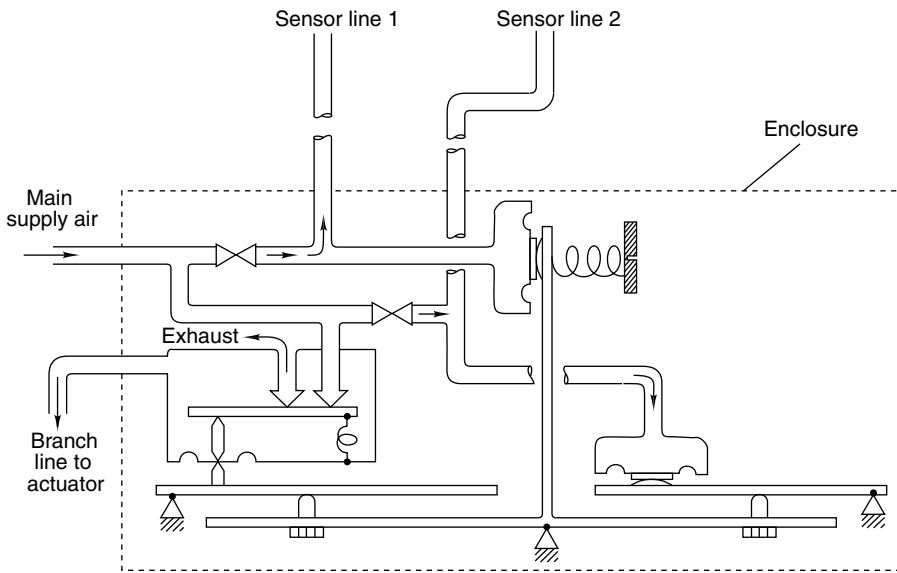 Sensor line 1
Sensor line 2
Enclosure
Main
supply air
Exhaust
Branch
line to
actuator